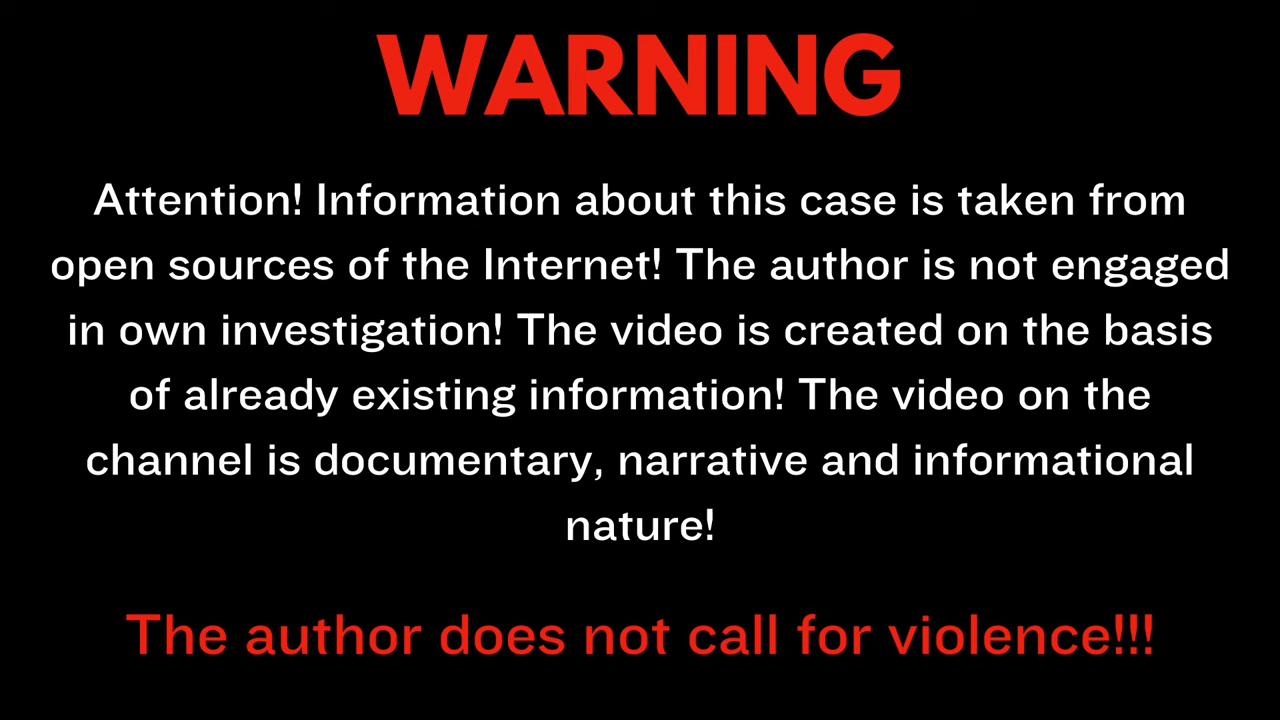 WARNING
Attention! Information about this case is taken from
open sources of the Internet! The author is not engaged
in own investigation! The video is created on the basis
of already existing information! The video on the
channel is documentary, narrative and informational
nature!
The author does not call for violence!!!